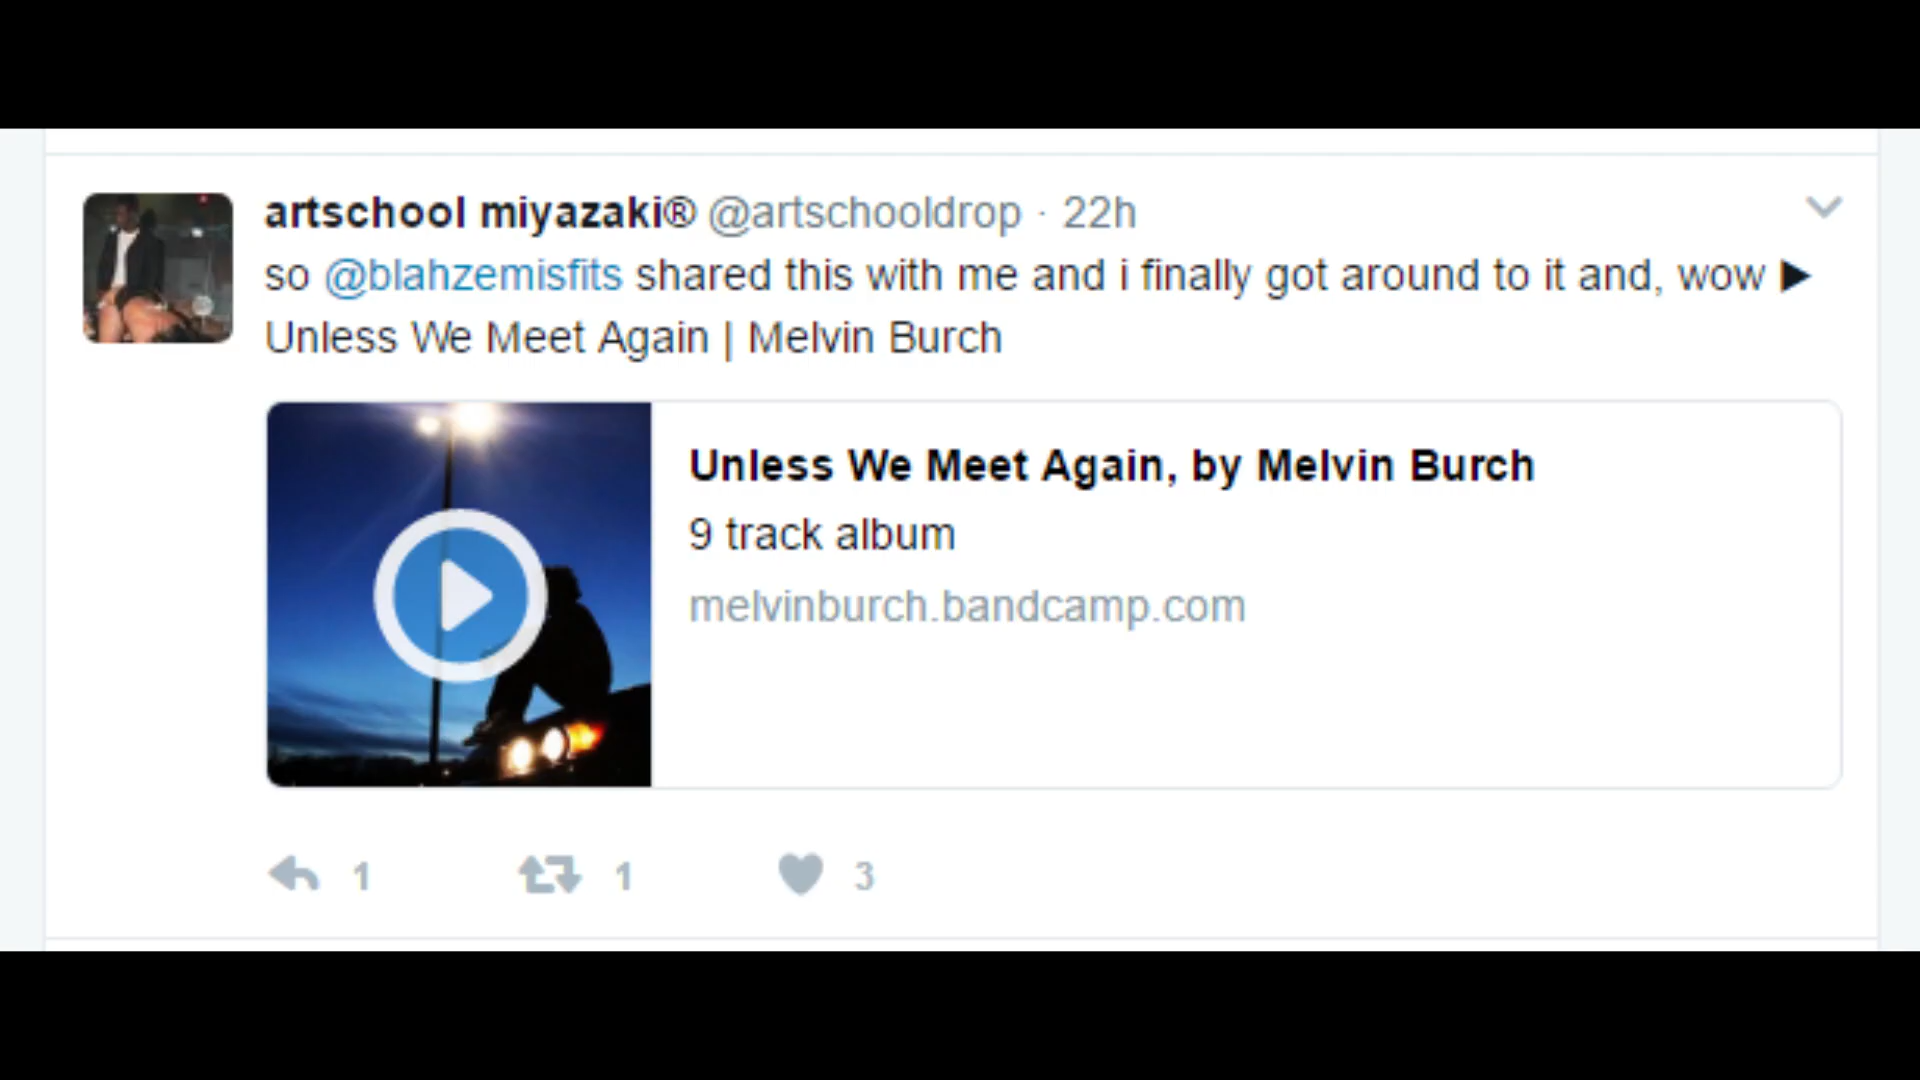 artschool miyazaki® @artschooldrop · 22h
so @blahzemisfits shared this with me and i finally got around to it and, wow ▶
Unless We Meet Again | Melvin Burch
Unless We Meet Again, by Melvin Burch
9 track album
melvinburch.bandcamp.com
1 1 3